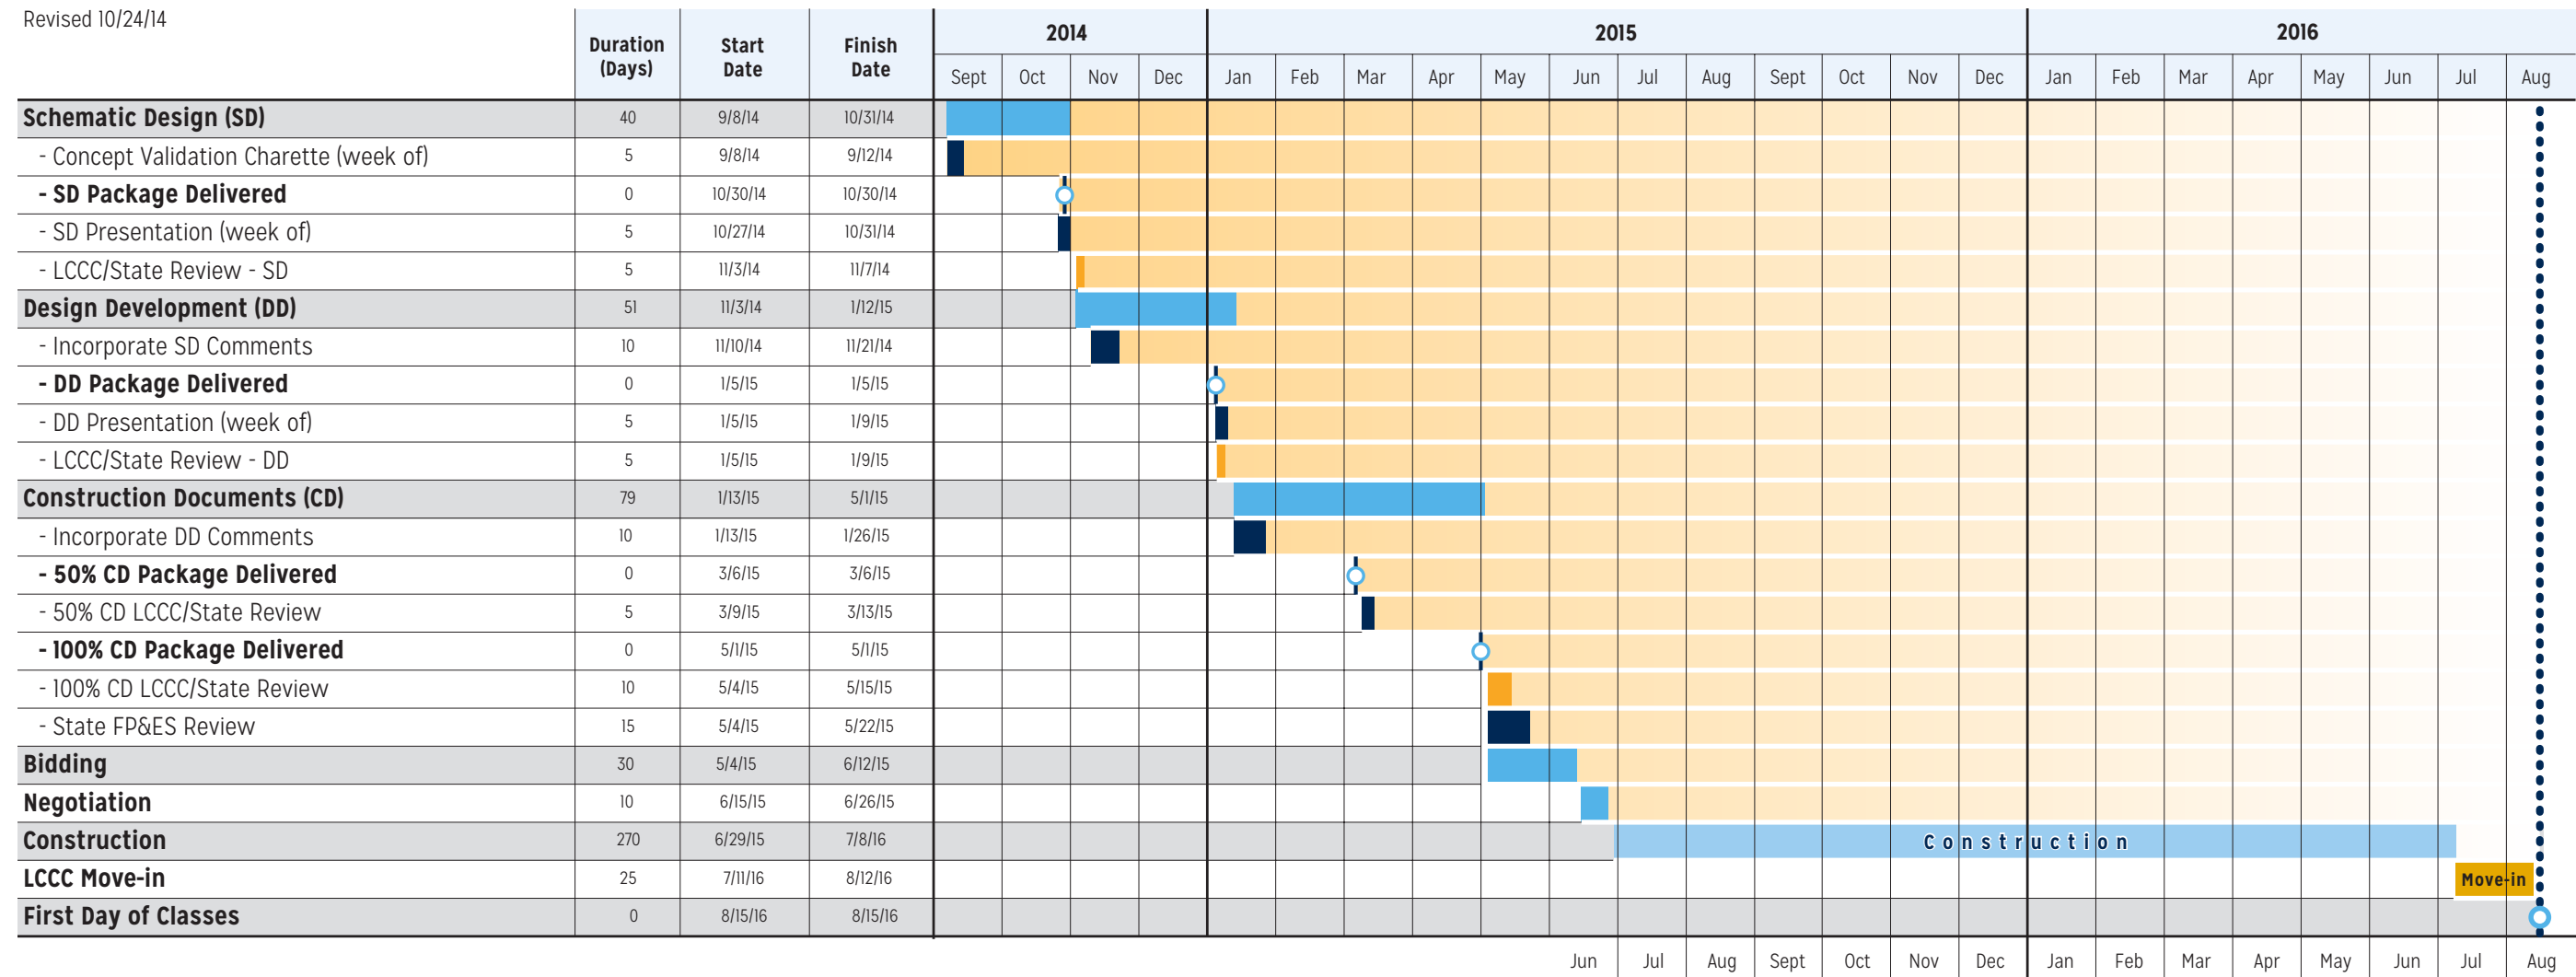 Revised 10/24/14
Duration (Days) Start Date Finish Date 2014 2015 2016
Sept Oct Nov Dec Jan Feb Mar Apr May Jun Jul Aug Sept Oct Nov Dec Jan Feb Mar Apr May Jun Jul Aug
Schematic Design (SD) 40 9/8/14 10/31/14
- Concept Validation Charette (week of) 5 9/8/14 9/12/14
- SD Package Delivered 0 10/30/14 10/30/14
- SD Presentation (week of) 5 10/27/14 10/31/14
- LCCC/State Review - SD 5 11/3/14 11/7/14
Design Development (DD) 51 11/3/14 1/12/15
- Incorporate SD Comments 10 11/10/14 11/21/14
- DD Package Delivered 0 1/5/15 1/5/15
- DD Presentation (week of) 5 1/5/15 1/9/15
- LCCC/State Review - DD 5 1/5/15 1/9/15
Construction Documents (CD) 79 1/13/15 5/1/15
- Incorporate DD Comments 10 1/13/15 1/26/15
- 50% CD Package Delivered 0 3/6/15 3/6/15
- 50% CD LCCC/State Review 5 3/9/15 3/13/15
- 100% CD Package Delivered 0 5/1/15 5/1/15
- 100% CD LCCC/State Review 10 5/4/15 5/15/15
- State FP&ES Review 15 5/4/15 5/22/15
Bidding 30 5/4/15 6/12/15
Negotiation 10 6/15/15 6/26/15
Construction 270 6/29/15 7/8/16 Construction
LCCC Move-in 25 7/11/16 8/12/16 Move-in
First Day of Classes 0 8/15/16 8/15/16
Jun Jul Aug Sept Oct Nov Dec Jan Feb Mar Apr May Jun Jul Aug